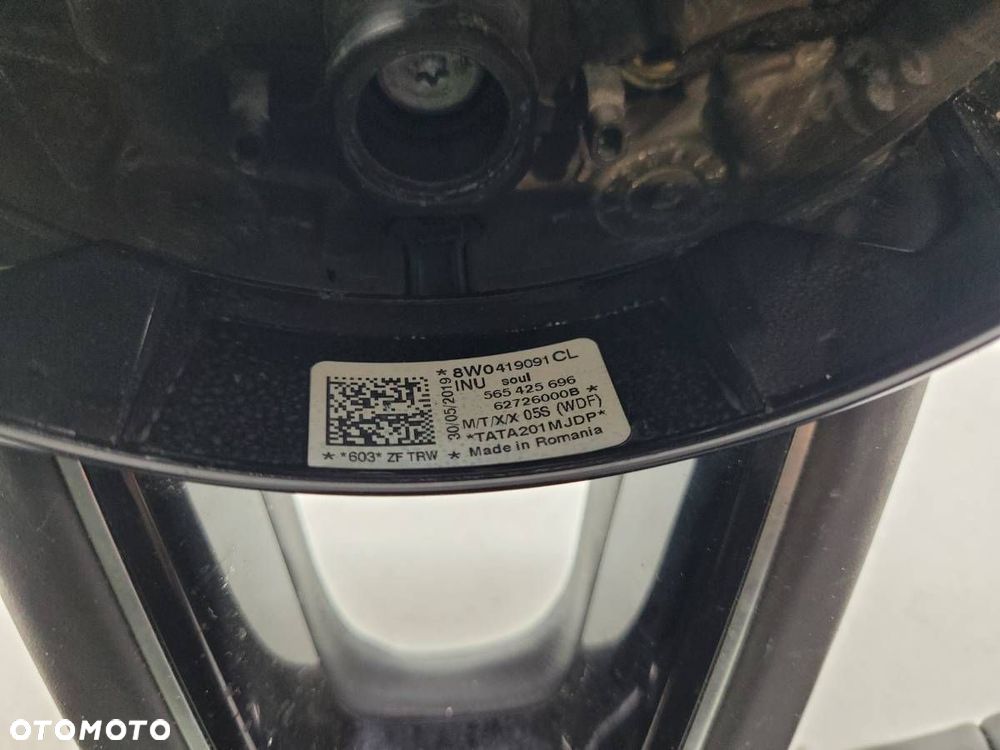 *8W0419091CL
INU soul
565 425 696
62726000B *
M/T/X/X 05S (WDF)
*TATA201MJDP*
* Made in Romania
30/05/2019
* *603* ZF TRW
OTOMOTO